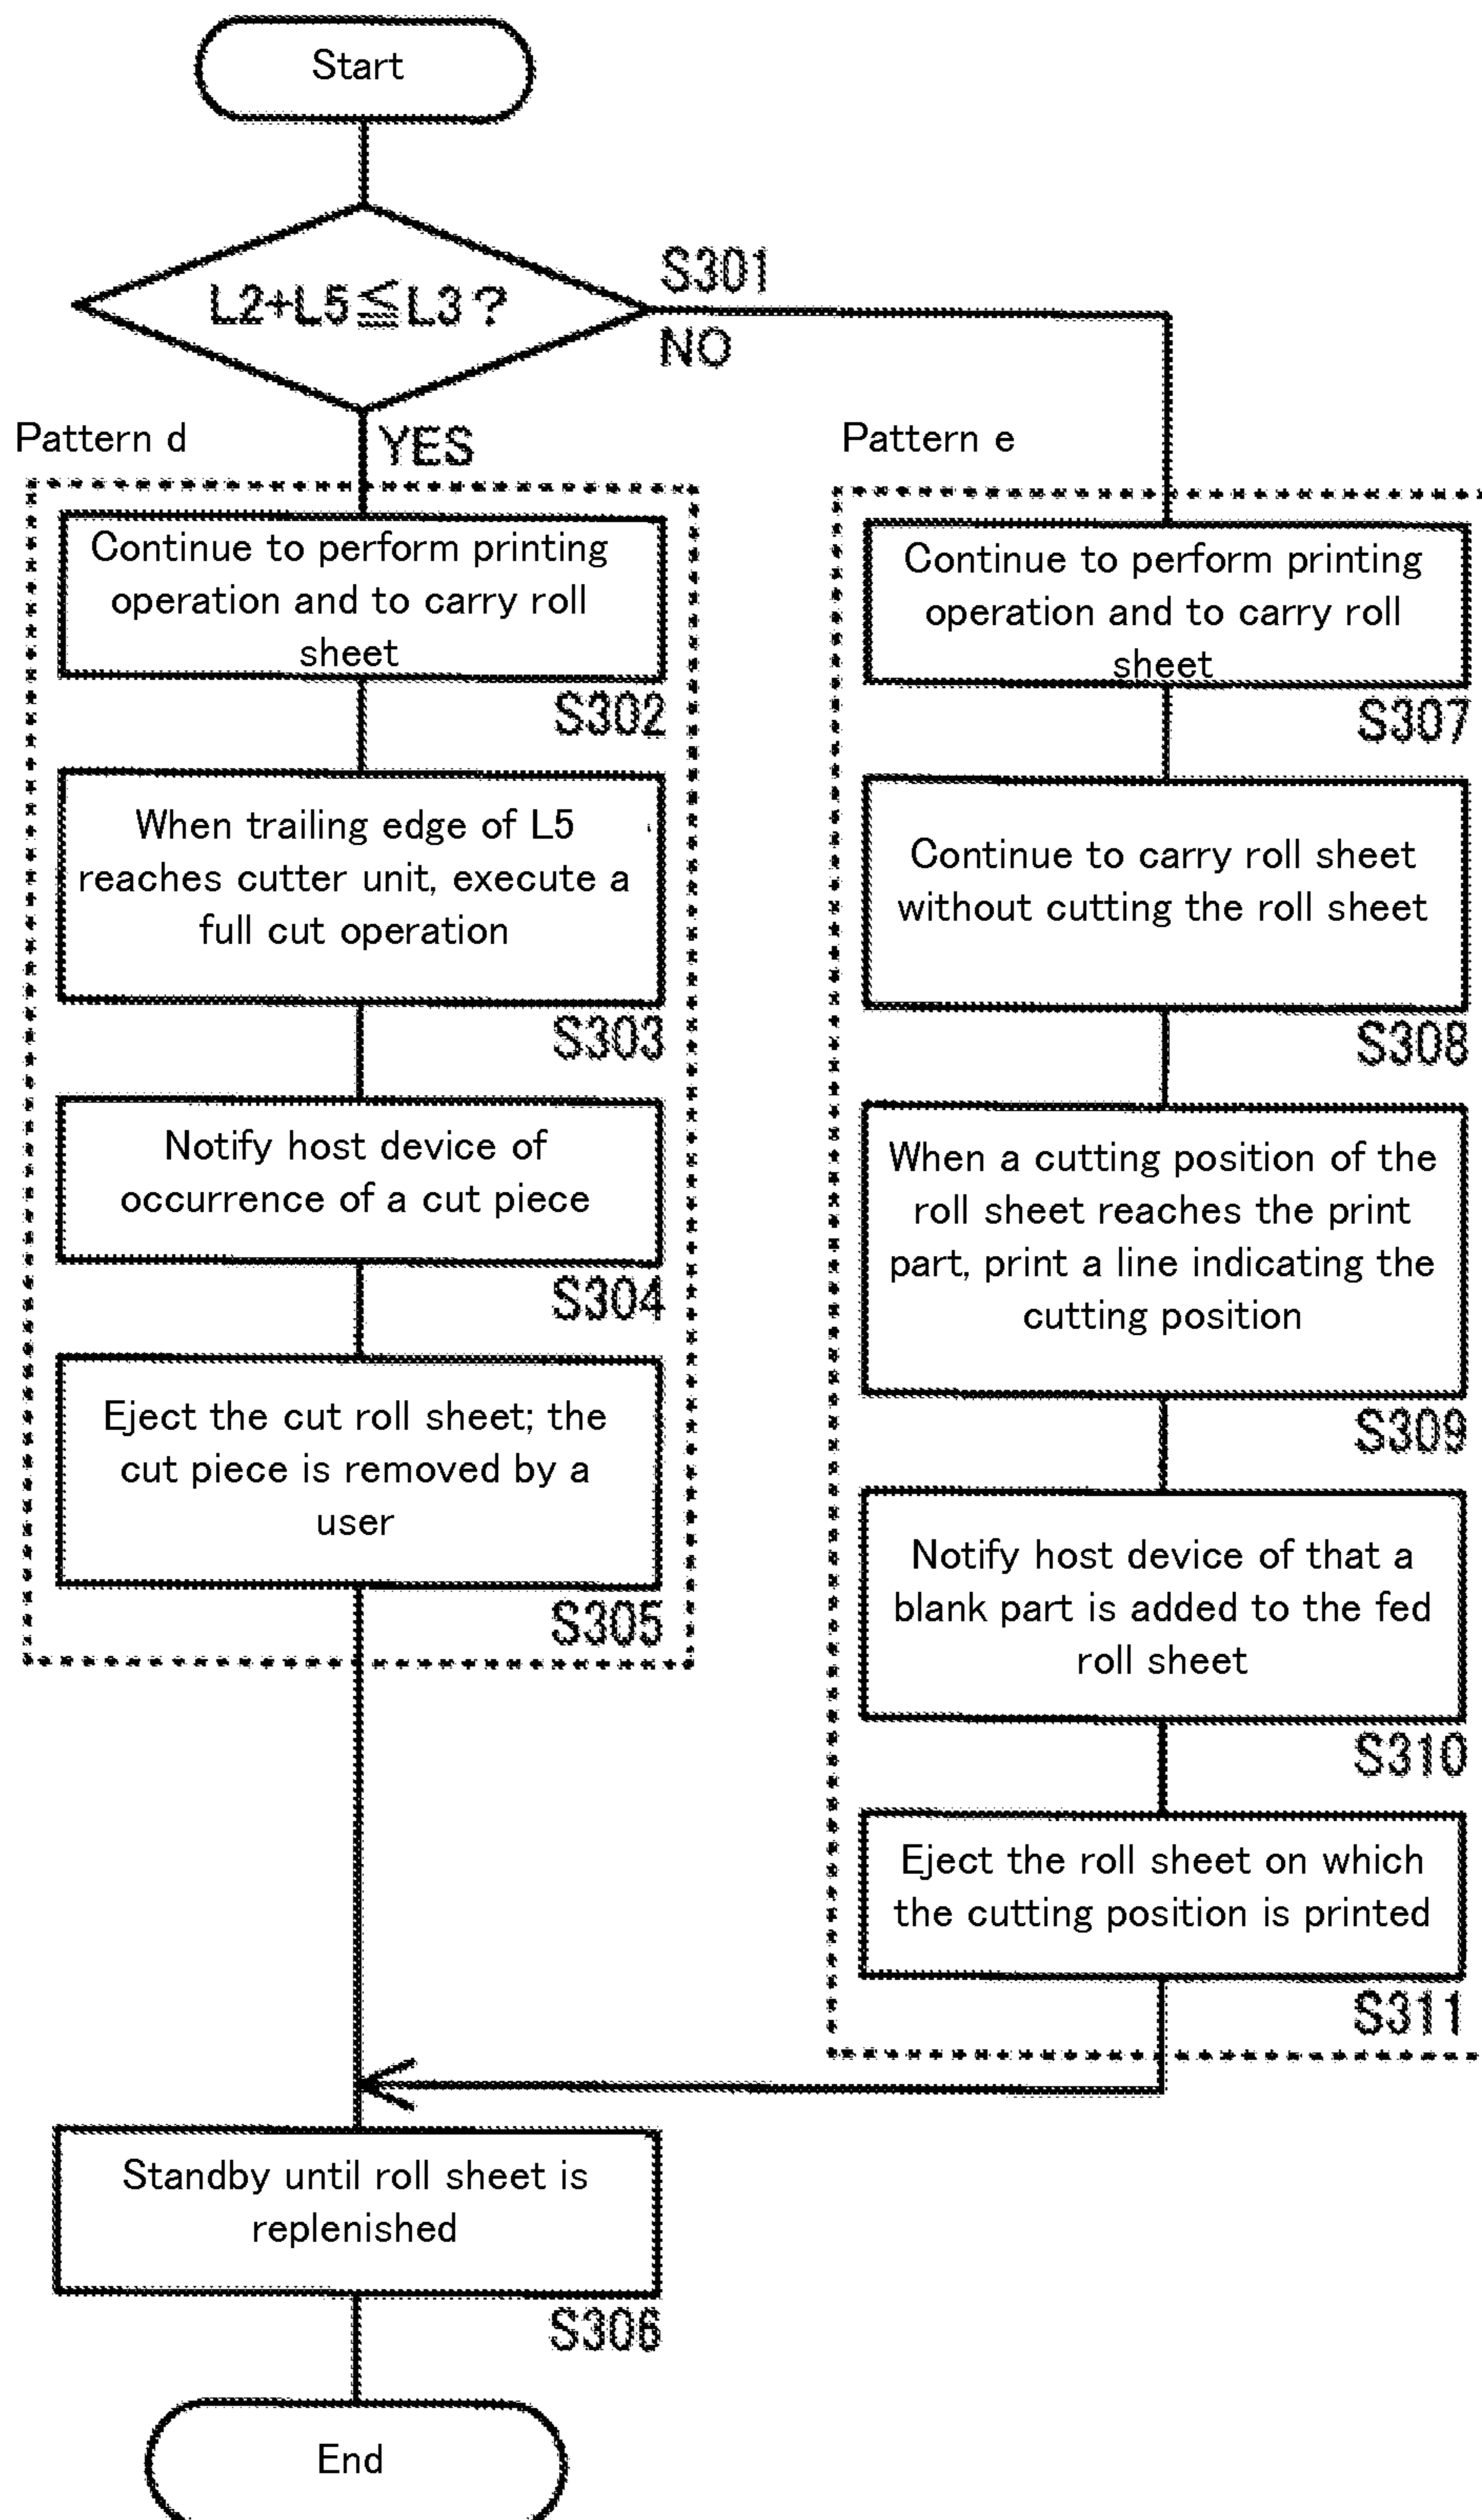 Start
L2+L5≦L3?
S301
NO
YES
Pattern d
Continue to perform printing
operation and to carry roll
sheet
S302
When trailing edge of L5
reaches cutter unit, execute a
full cut operation
S303
Notify host device of
occurrence of a cut piece
S304
Eject the cut roll sheet; the
cut piece is removed by a
user
S305
Pattern e
Continue to perform printing
operation and to carry roll
sheet
S307
Continue to carry roll sheet
without cutting the roll sheet
S308
When a cutting position of the
roll sheet reaches the print
part, print a line indicating the
cutting position
S309
Notify host device of that a
blank part is added to the fed
roll sheet
S310
Eject the roll sheet on which
the cutting position is printed
S311
Standby until roll sheet is
replenished
S306
End